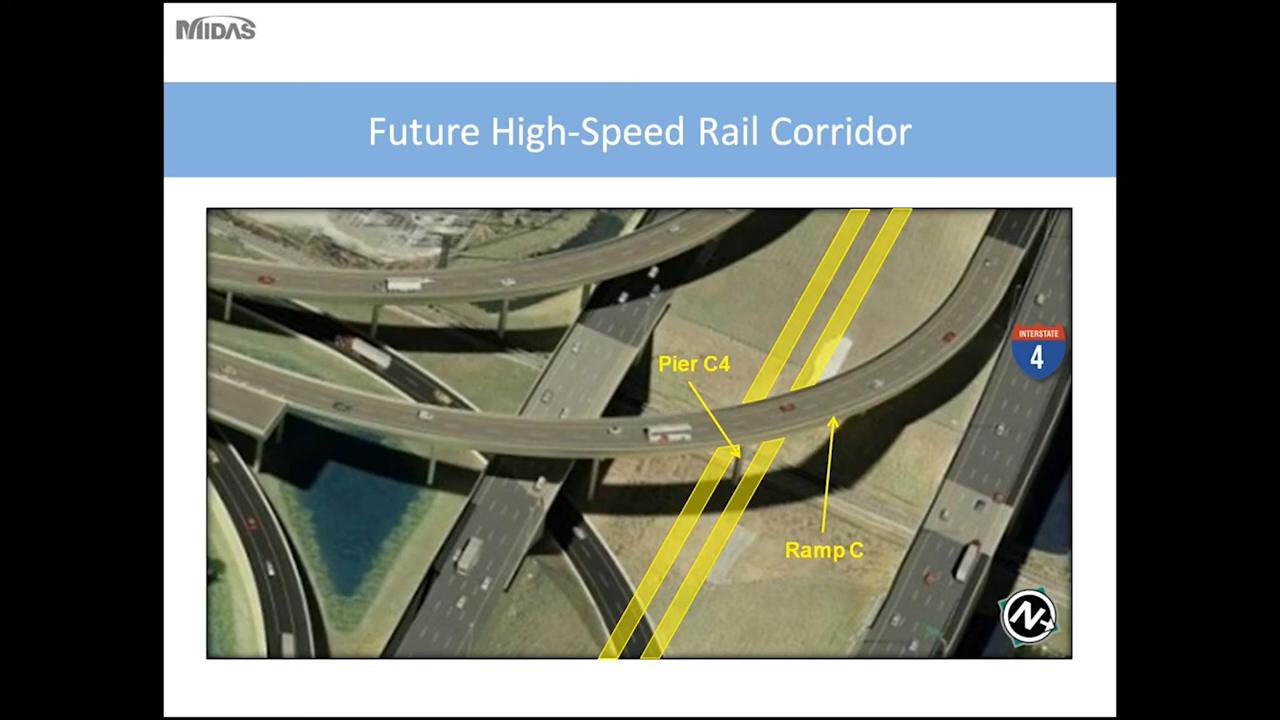 MIDAS
Future High-Speed Rail Corridor
INTERSTATE
4
Pier C4
Ramp C
N